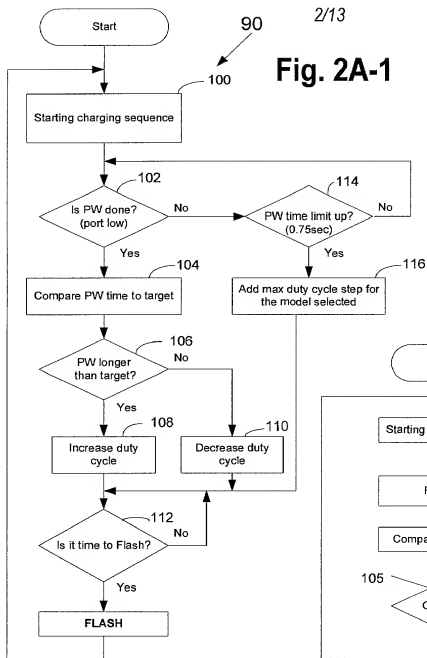 Start
90
2/13
Fig. 2A-1
100
Starting charging sequence
102
Is PW done?
(port low)
No
Yes
114
PW time limit up?
(0.75sec)
No
Yes
104
Compare PW time to target
116
Add max duty cycle step for
the model selected
106
PW longer
than target?
No
Yes
108
Increase duty
cycle
110
Decrease duty
cycle
112
Is it time to Flash?
No
Yes
FLASH
Starting
105